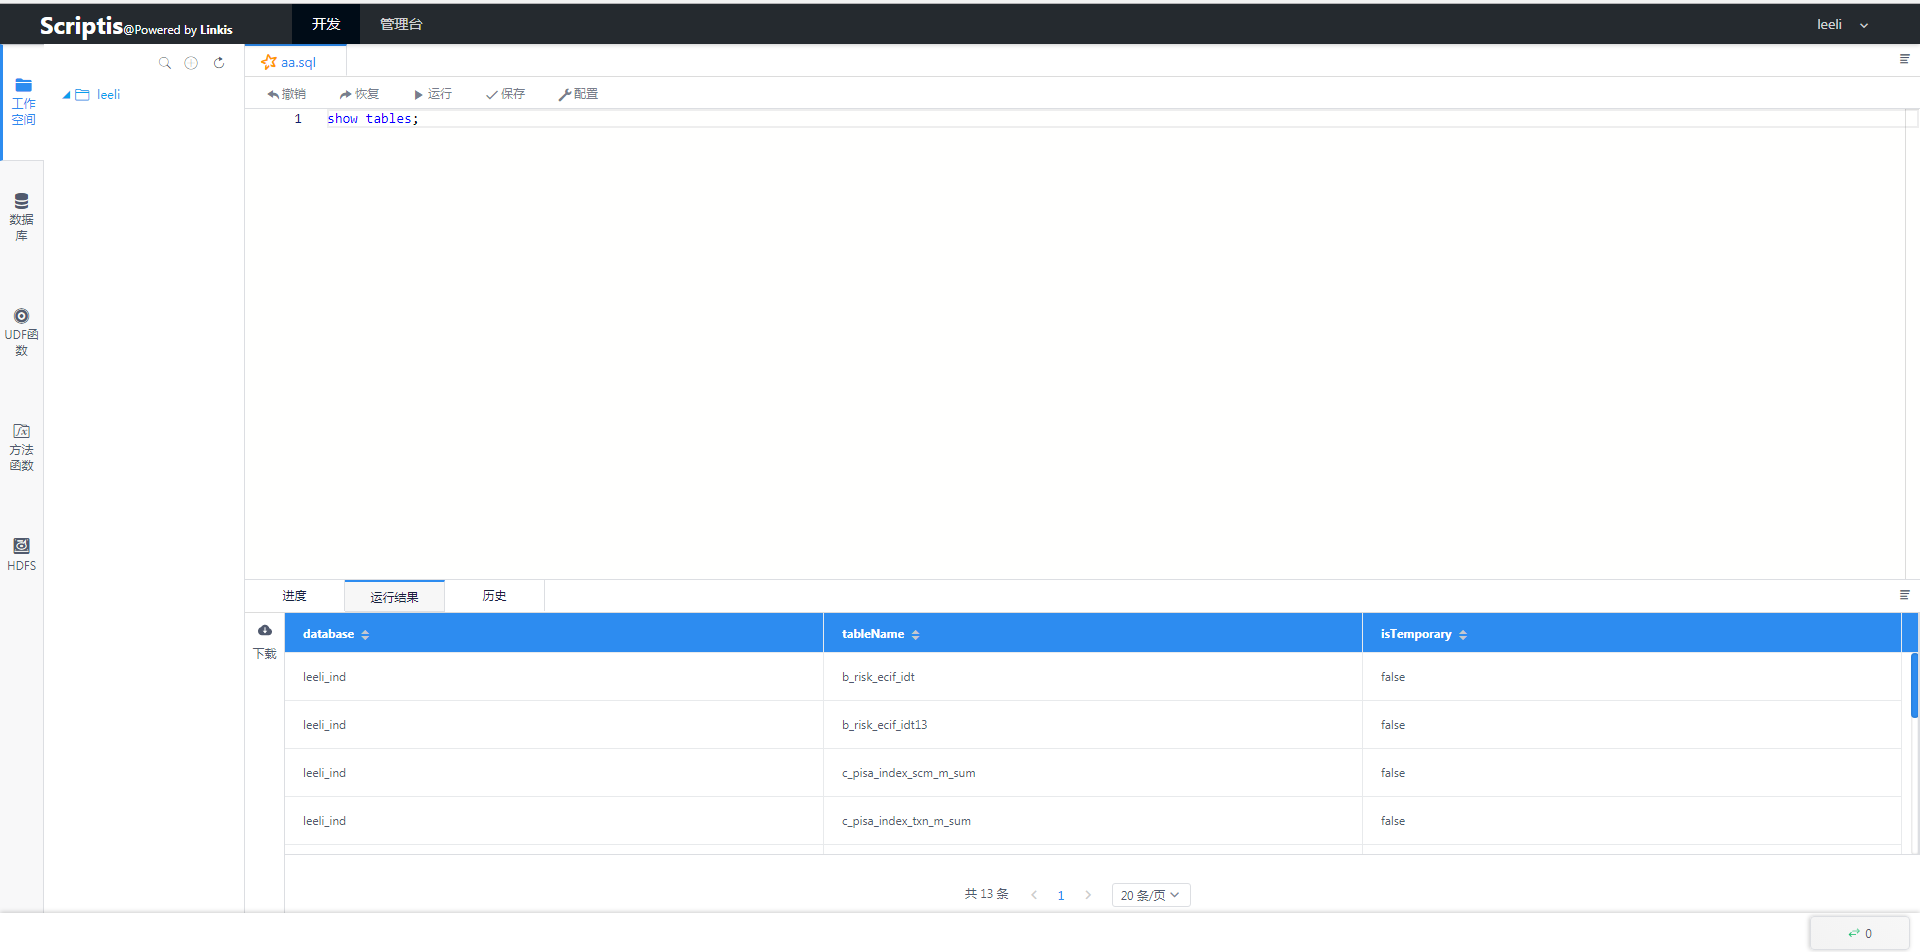 Scriptis@Powered by Linkis
开发
管理台
leeli
工作
空间
数据
库
UDF函
数
方法
函数
HDFS
leeli
aa.sql
撤销
恢复
运行
保存
配置
1 show tables;
进度
运行结果
历史
下载
database tableName isTemporary
leeli_ind b_risk_ecif_idt false
leeli_ind b_risk_ecif_idt13 false
leeli_ind c_pisa_index_scm_m_sum false
leeli_ind c_pisa_index_txn_m_sum false
共 13 条 < 1 > 20 条/页
0